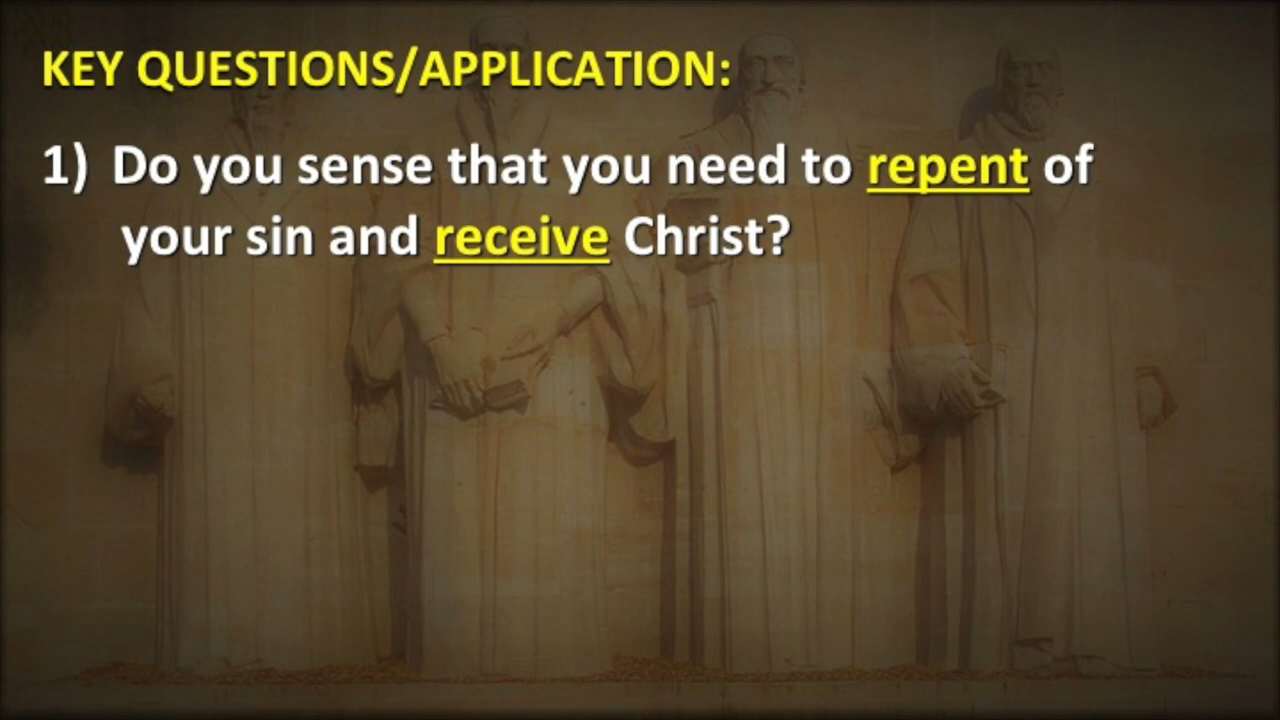 KEY QUESTIONS/APPLICATION:
1) Do you sense that you need to repent of
your sin and receive Christ?